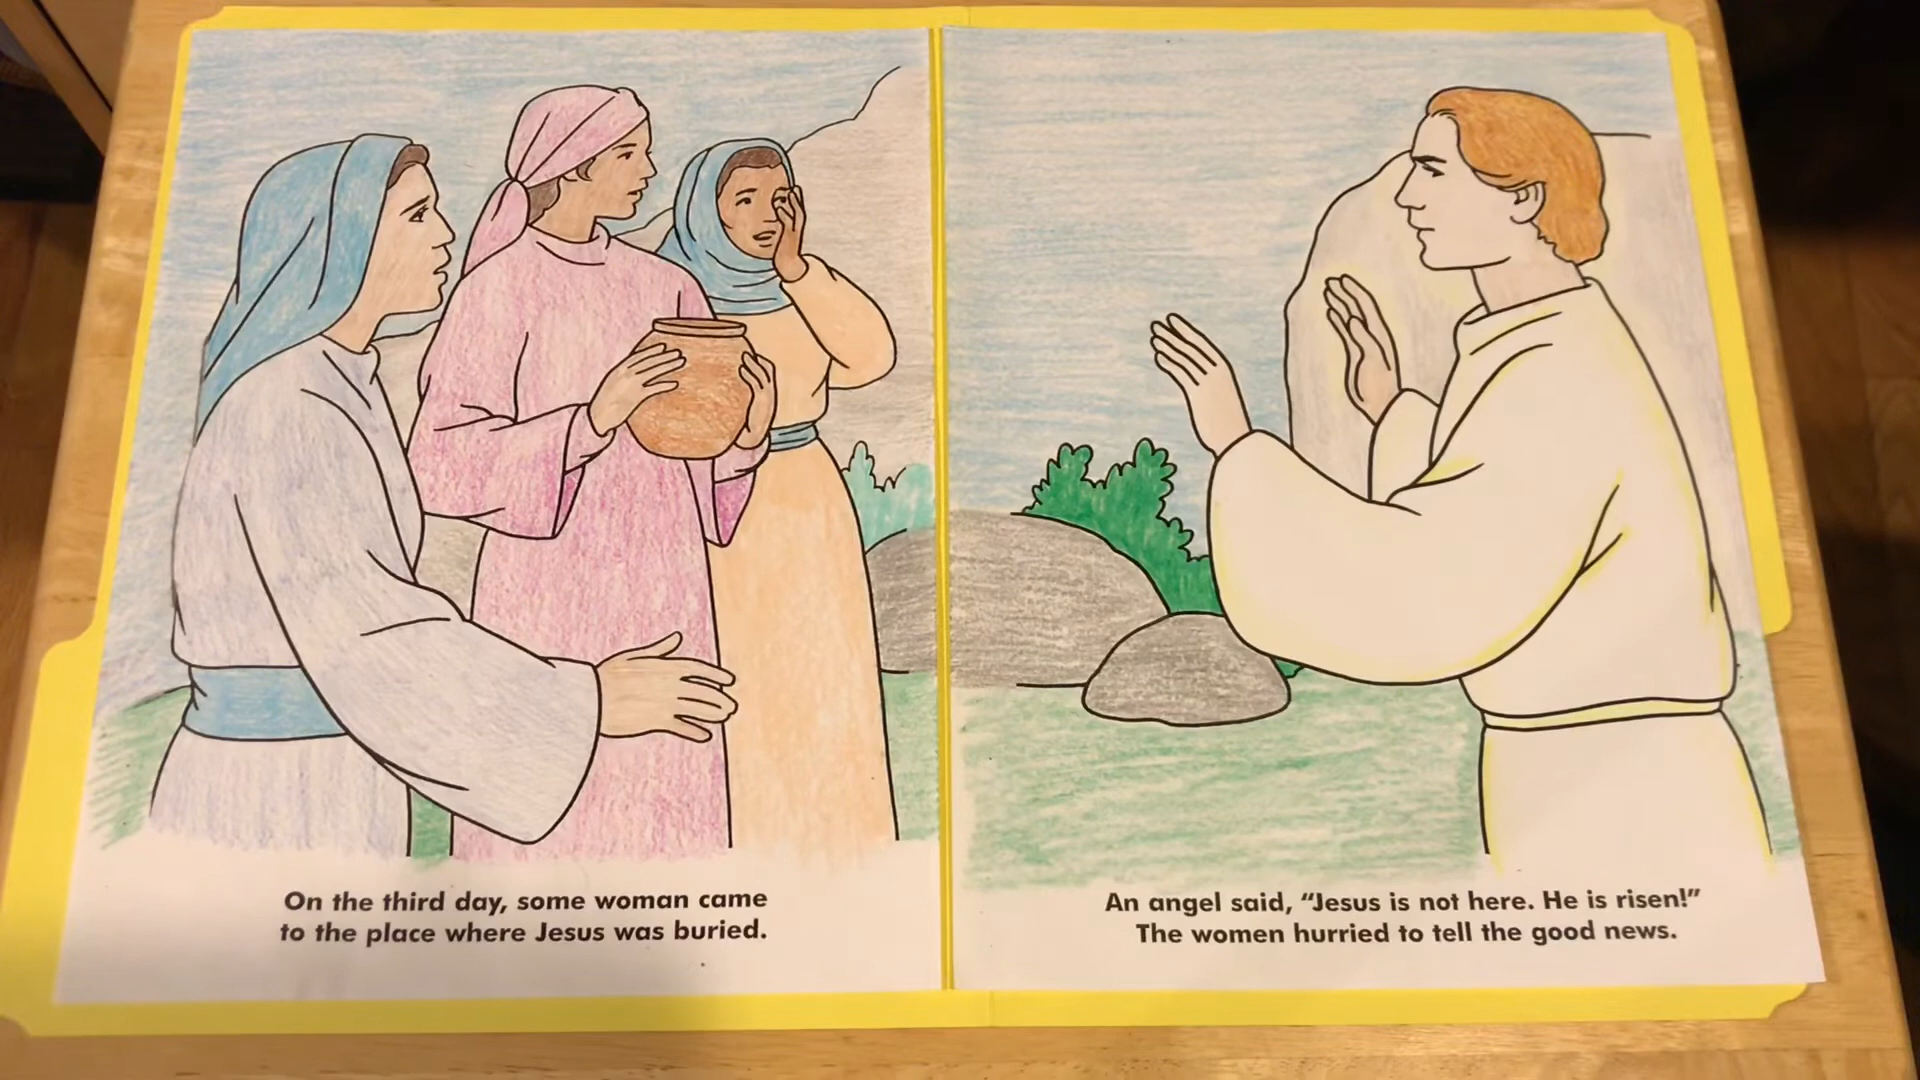 On the third day, some woman came
to the place where Jesus was buried.
An angel said, “Jesus is not here. He is risen!”
The women hurried to tell the good news.